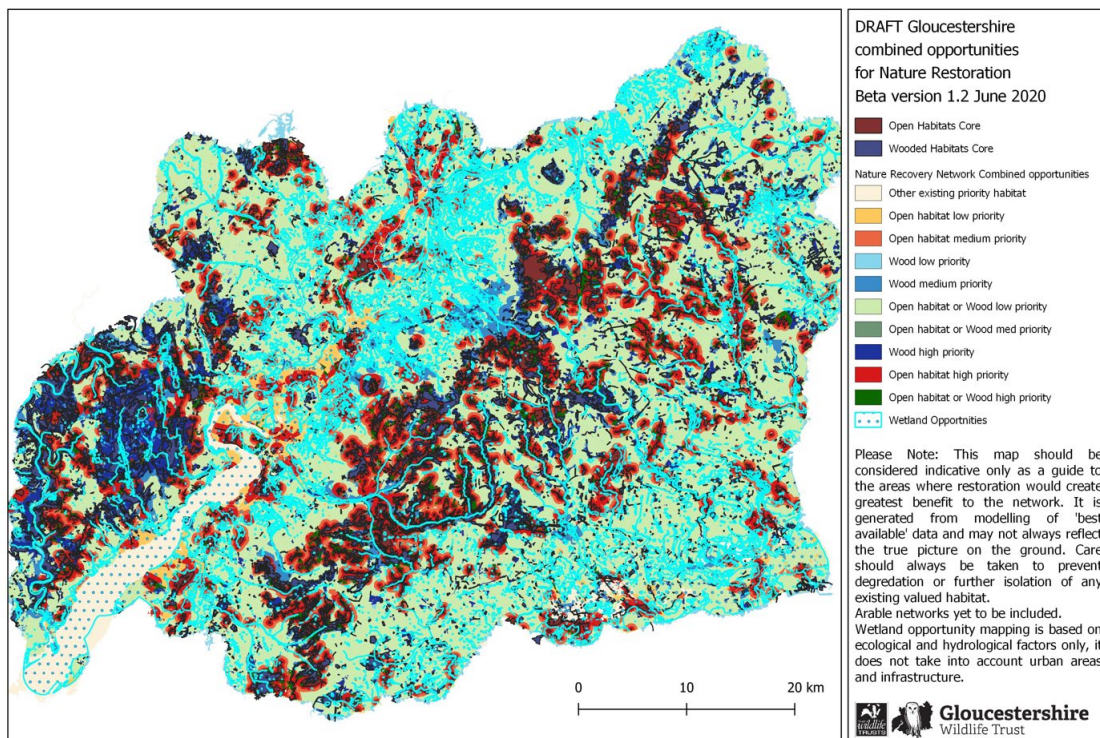 DRAFT Gloucestershire
combined opportunities
for Nature Restoration
Beta version 1.2 June 2020
Open Habitats Core
Wooded Habitats Core
Nature Recovery Network Combined opportunities
Other existing priority habitat
Open habitat low priority
Open habitat medium priority
Wood low priority
Wood medium priority
Open habitat or Wood low priority
Open habitat or Wood med priority
Wood high priority
Open habitat high priority
Open habitat or Wood high priority
Wetland Opportnities
Please Note: This map should be
considered indicative only as a guide to
the areas where restoration would create
greatest benefit to the network. It is
generated from modelling of 'best
available' data and may not always reflect
the true picture on the ground. Care
should always be taken to prevent
degredation or further isolation of any
existing valued habitat.
Arable networks yet to be included.
Wetland opportunity mapping is based on
ecological and hydrological factors only, it
does not take into account urban areas
and infrastructure.
0 10 20 km
THE
wildlife
TRUSTS
Gloucestershire
Wildlife Trust